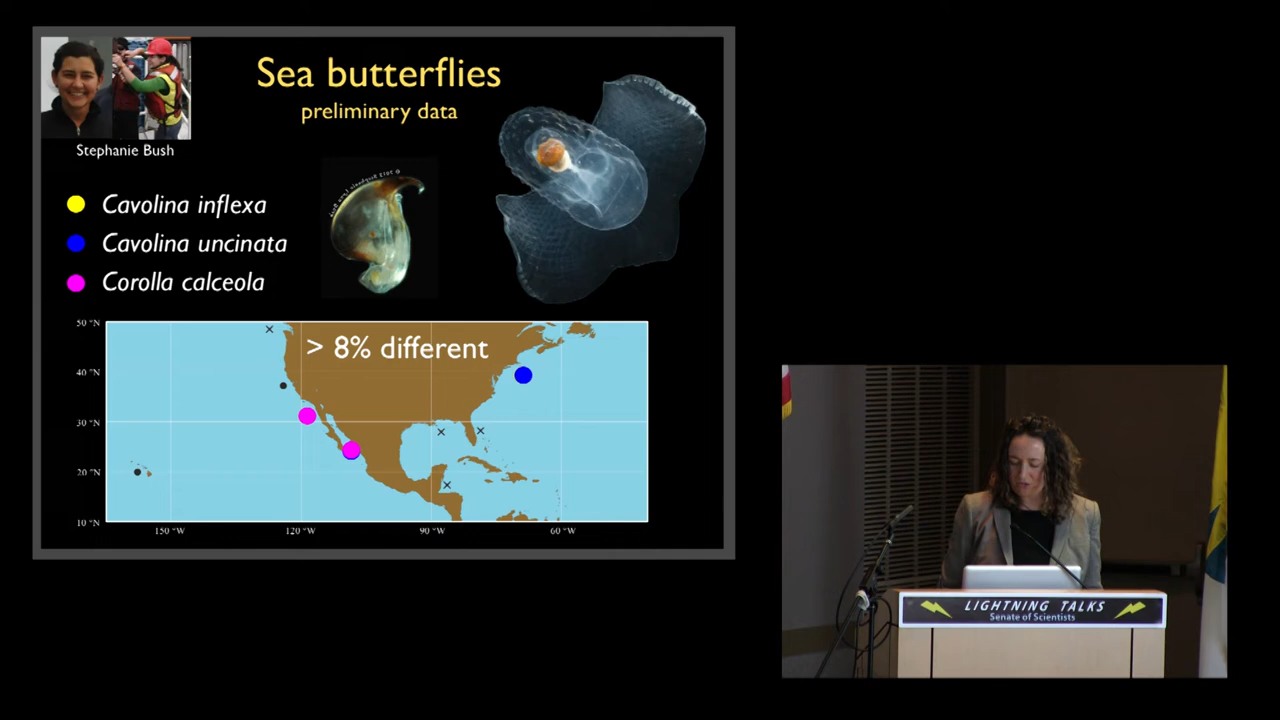 Sea butterflies
preliminary data
Stephanie Bush
Cavolina inflexa
Cavolina uncinata
Corolla calceola
> 8% different
50 °N
40 °N
30 °N
20 °N
10 °N
150 °W
120 °W
90 °W
60 °W
LIGHTNING TALKS
Senate of Scientists